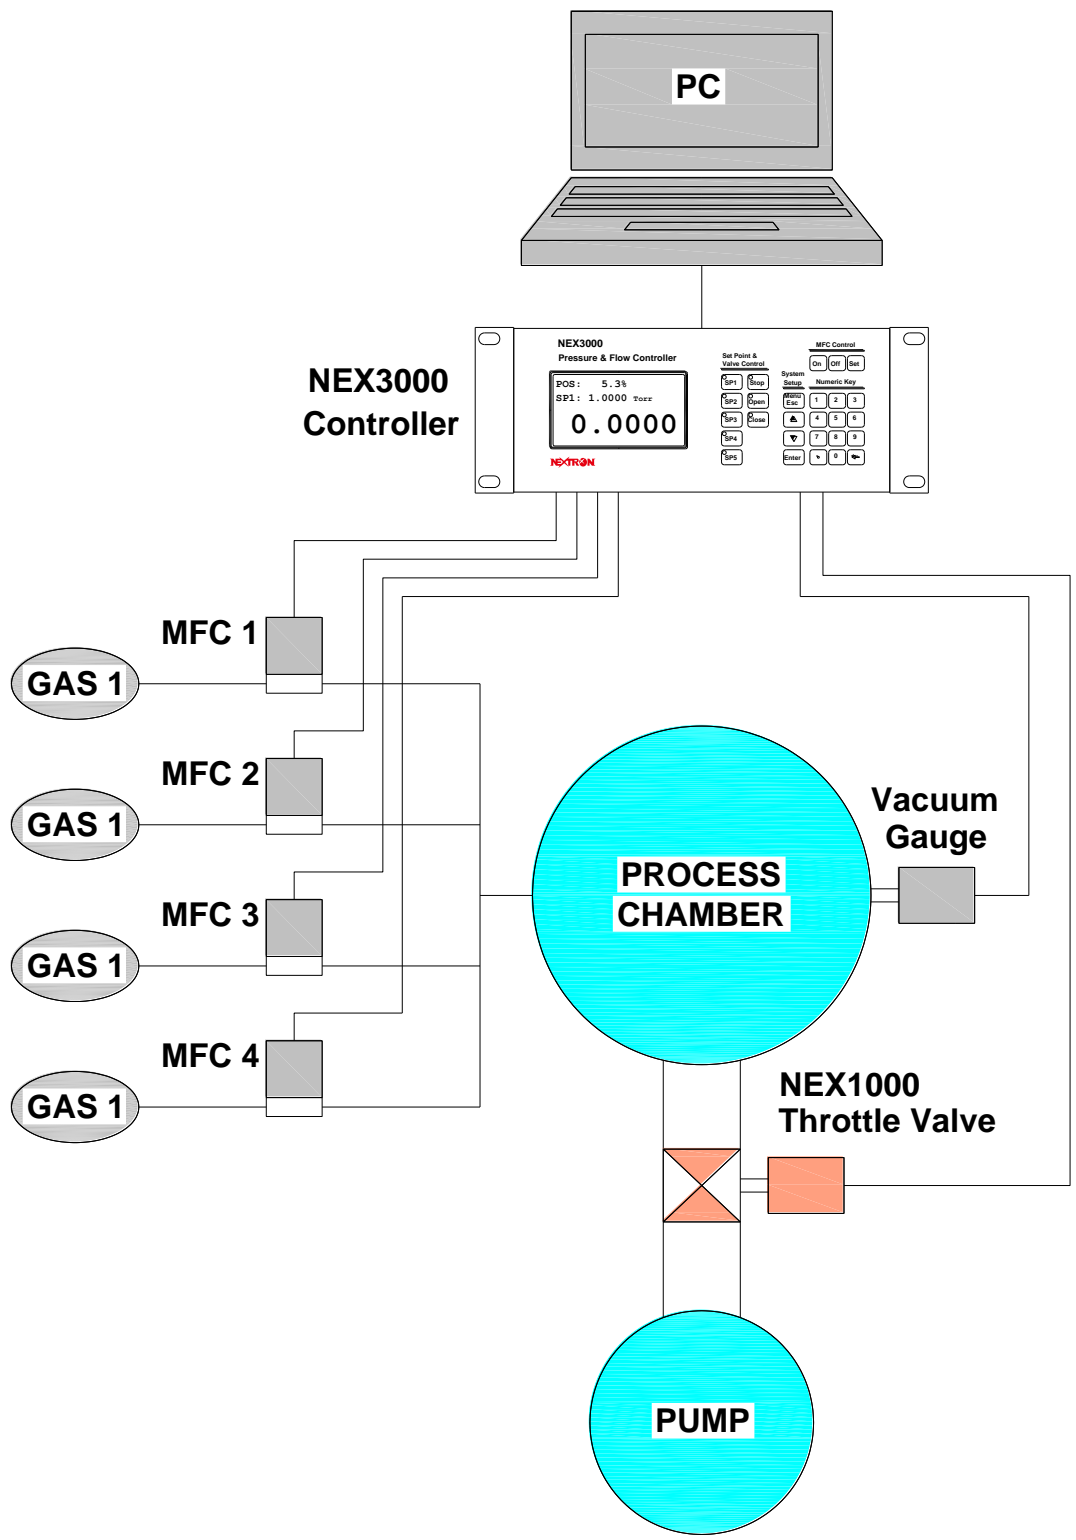 PC
NEX3000
Controller
NEX3000
Pressure & Flow Controller
POS: 5.3%
SP1: 1.0000 Torr
0.0000
NEXTRON
Set Point &
Valve Control
SP1 Stop
SP2 Open
SP3 Close
SP4
SP5
System
Setup
Menu
Esc
Enter
MFC Control
On Off Set
Numeric Key
1 2 3
4 5 6
7 8 9
0
MFC 1
GAS 1
MFC 2
GAS 1
MFC 3
GAS 1
MFC 4
GAS 1
PROCESS
CHAMBER
Vacuum
Gauge
NEX1000
Throttle Valve
PUMP